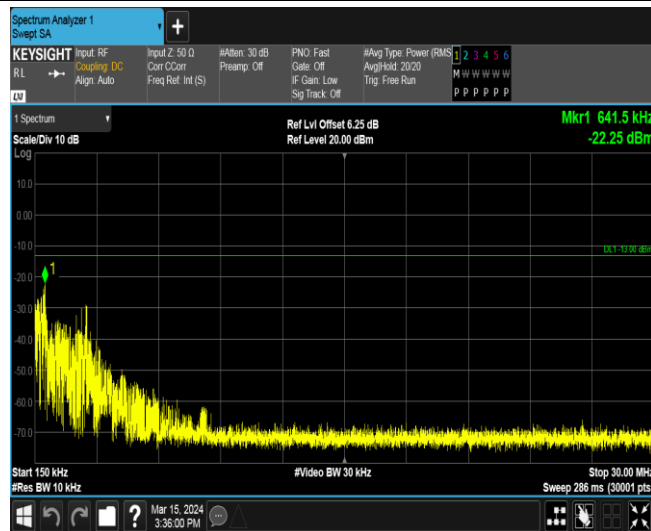 Spectrum Analyzer 1
Swept SA
+
KEYSIGHT Input: RF Input Z: 50 Ω #Atten: 30 dB PNO: Fast #Avg Type: Power (RMS 1 2 3 4 5 6
RL Coupling: DC Corr CCorr Preamp: Off Gate: Off Avg|Hold: 20/20 M W W W W W
Align: Auto Freq Ref: Int (S) IF Gain: Low Trig: Free Run
Sig Track: Off P P P P P P
LXI
1 Spectrum Ref Lvl Offset 6.25 dB Mkr1 641.5 kHz
Scale/Div 10 dB Ref Level 20.00 dBm -22.25 dBm
Log
10.0
0.00
-10.0 DL1 -13.00 dBm
1
-20.0
-30.0
-40.0
-50.0
-60.0
-70.0
Start 150 kHz #Video BW 30 kHz Stop 30.00 MHz
#Res BW 10 kHz Sweep 286 ms (30001 pts
? Mar 15, 2024
3:36:00 PM